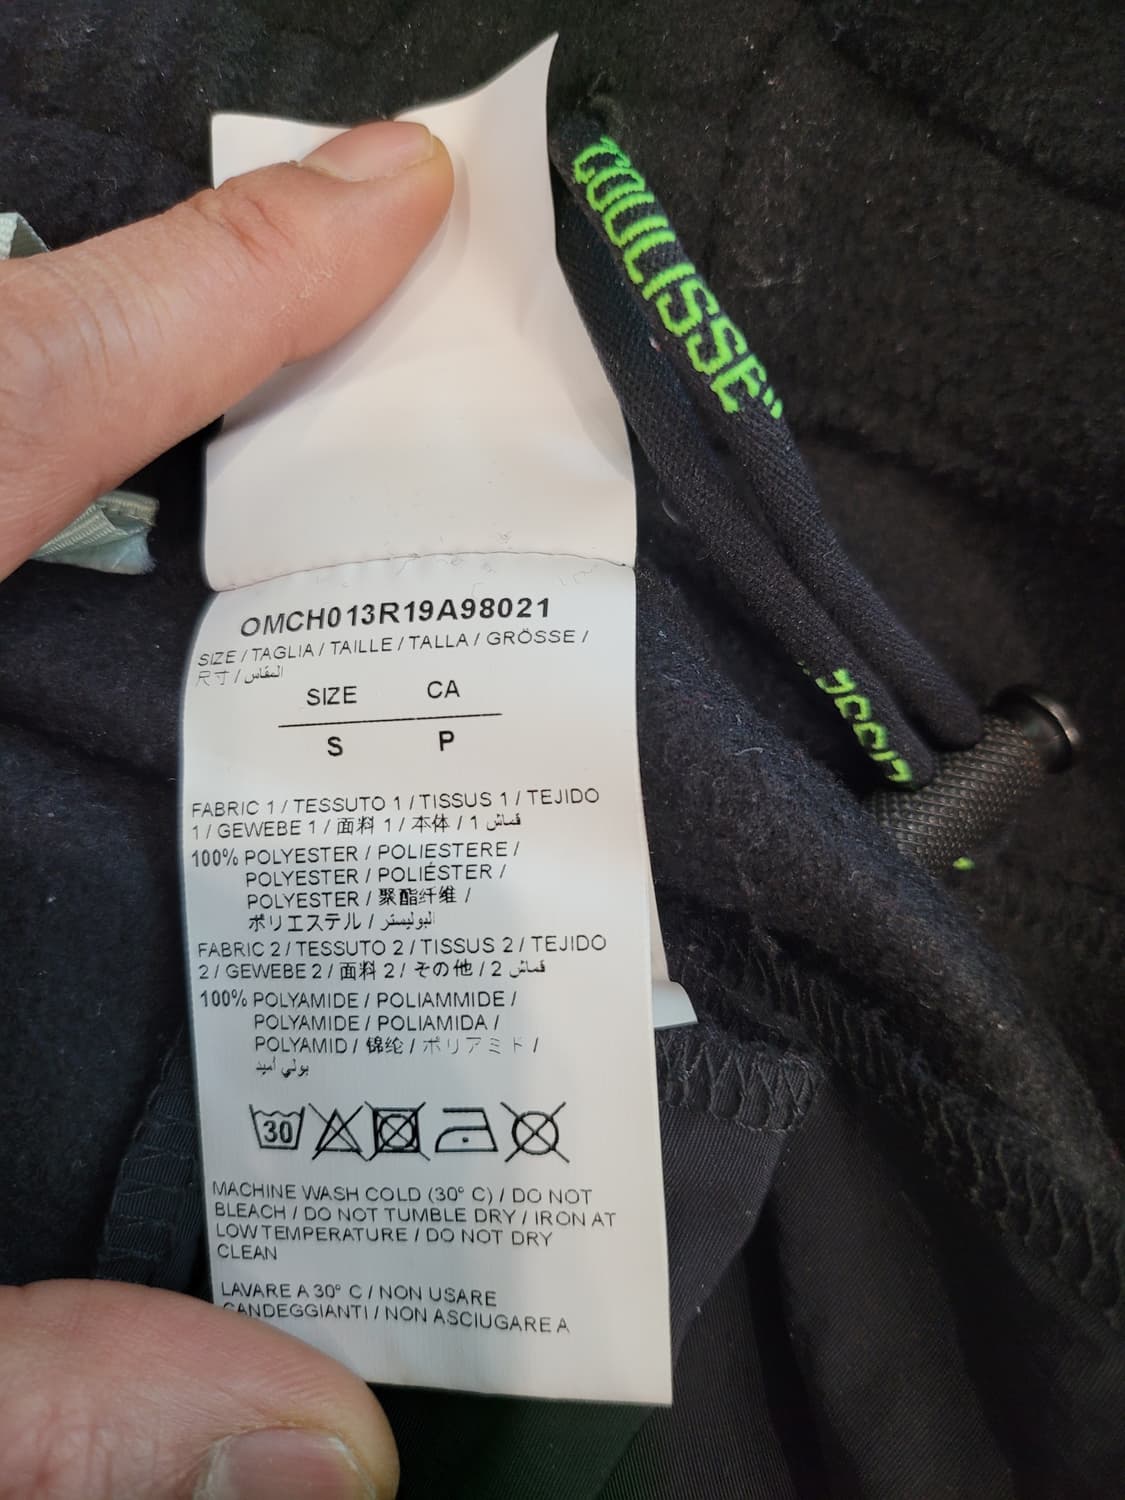 COULISSE"
OMCH013R19A98021
SIZE / TAGLIA / TAILLE / TALLA / GRÖSSE /
尺寸 / المقاس
SIZE CA
S P
FABRIC 1 / TESSUTO 1 / TISSUS 1 / TEJIDO
1 / GEWEBE 1 / 面料 1 / 本体 / 1 قماش
100% POLYESTER / POLIESTERE /
POLYESTER / POLIÉSTER /
POLYESTER / 聚酯纤维 /
ポリエステル / البوليستر
FABRIC 2 / TESSUTO 2 / TISSUS 2 / TEJIDO
2 / GEWEBE 2 / 面料 2 / その他 / 2 قماش
100% POLYAMIDE / POLIAMMIDE /
POLYAMIDE / POLIAMIDA /
POLYAMID / 锦纶 / ポリアミド /
بولي أميد
30
MACHINE WASH COLD (30° C) / DO NOT
BLEACH / DO NOT TUMBLE DRY / IRON AT
LOW TEMPERATURE / DO NOT DRY
CLEAN
LAVARE A 30° C / NON USARE
CANDEGGIANTI / NON ASCIUGARE A